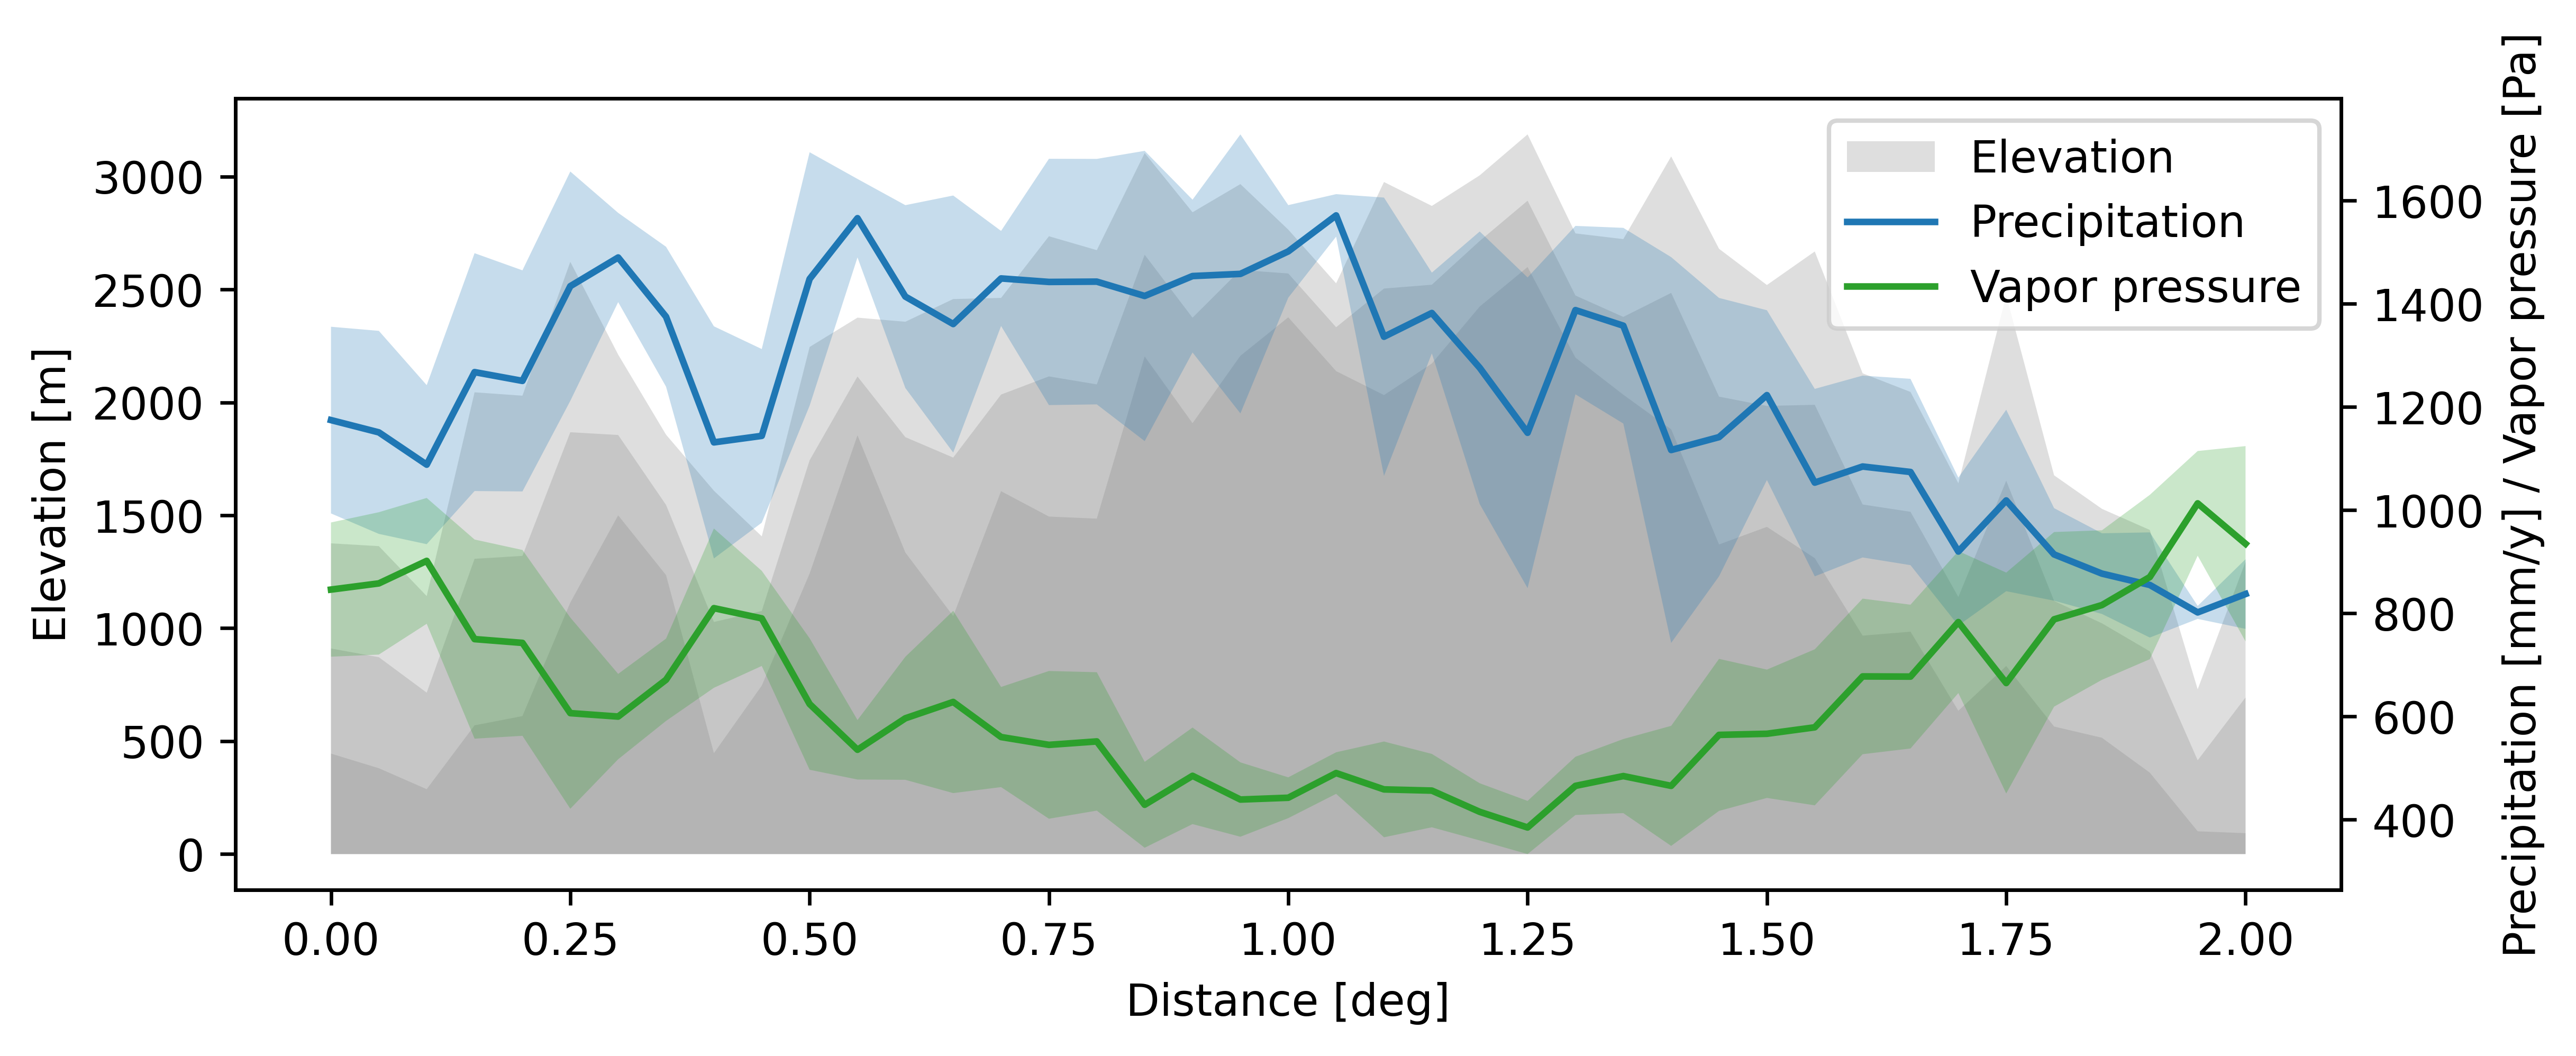 Elevation [m]
3000
2500
2000
1500
1000
500
0
0.00 0.25 0.50 0.75 1.00 1.25 1.50 1.75 2.00
Distance [deg]
Elevation
Precipitation
Vapor pressure
1600
1400
1200
1000
800
600
400
Precipitation [mm/y] / Vapor pressure [Pa]